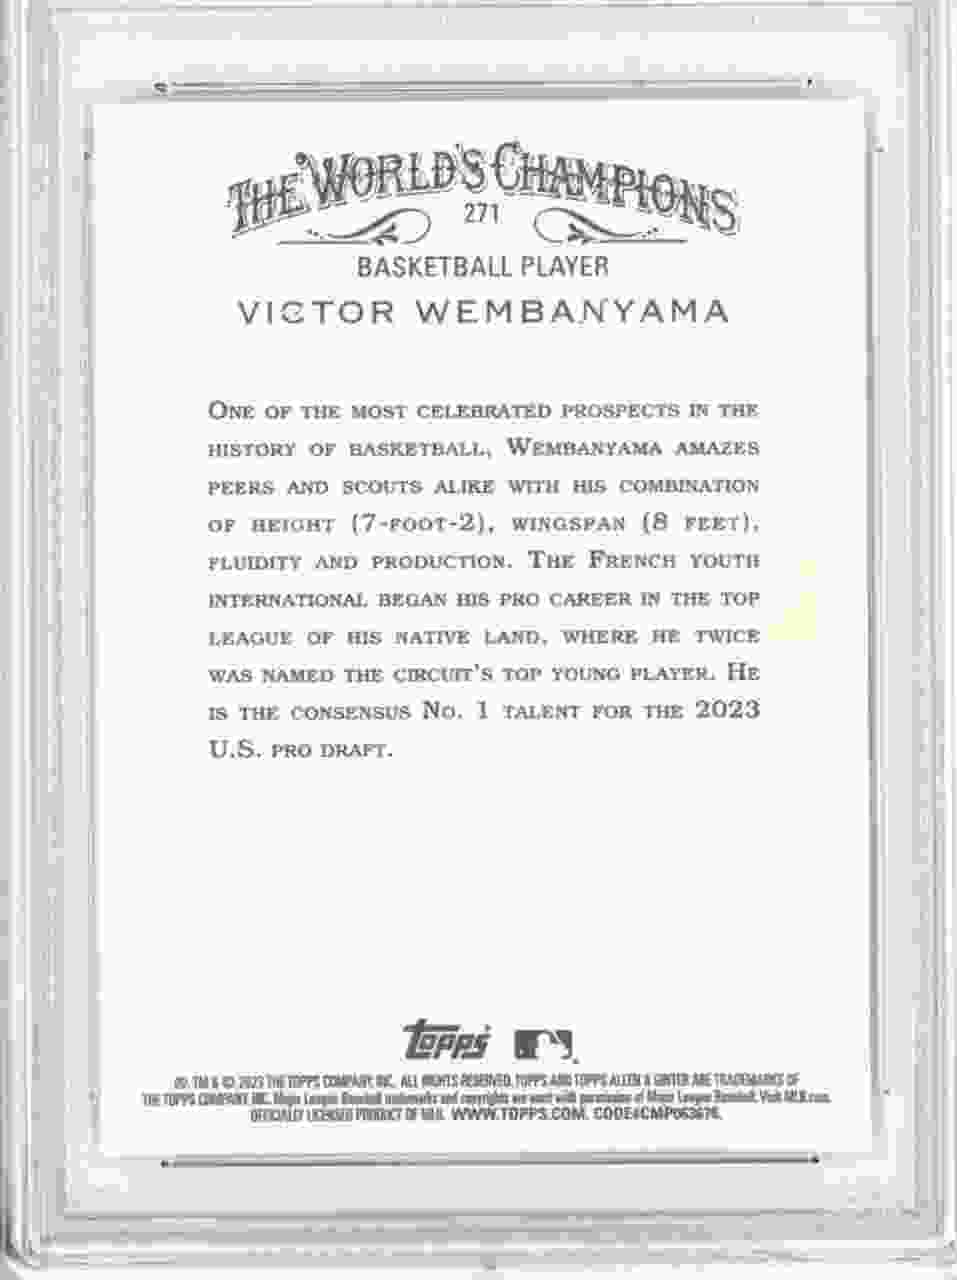 THE WORLD'S CHAMPIONS
271
BASKETBALL PLAYER
VICTOR WEMBANYAMA
ONE OF THE MOST CELEBRATED PROSPECTS IN THE
HISTORY OF BASKETBALL, WEMBANYAMA AMAZES
PEERS AND SCOUTS ALIKE WITH HIS COMBINATION
OF HEIGHT (7-FOOT-2), WINGSPAN (8 FEET),
FLUIDITY AND PRODUCTION. THE FRENCH YOUTH
INTERNATIONAL BEGAN HIS PRO CAREER IN THE TOP
LEAGUE OF HIS NATIVE LAND, WHERE HE TWICE
WAS NAMED THE CIRCUIT'S TOP YOUNG PLAYER. HE
IS THE CONSENSUS NO. 1 TALENT FOR THE 2023
U.S. PRO DRAFT.
Topps
®, TM & © 2023 THE TOPPS COMPANY, INC. ALL RIGHTS RESERVED. TOPPS AND TOPPS ALLEN & GINTER ARE TRADEMARKS OF
THE TOPPS COMPANY, INC. Major League Baseball trademarks and copyrights are used with permission of Major League Baseball. Visit MLB.com.
OFFICIALLY LICENSED PRODUCT OF MLB. WWW.TOPPS.COM. CODE#CMP063676.